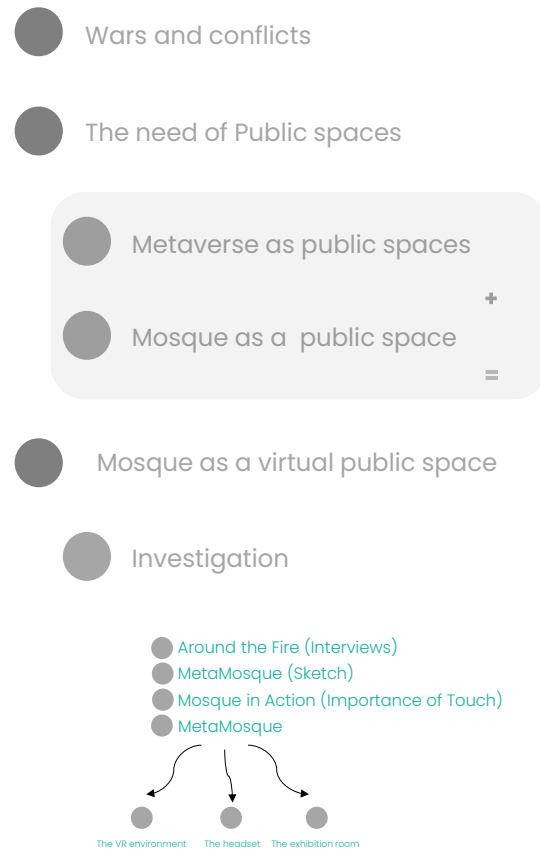 Wars and conflicts
The need of Public spaces
Metaverse as public spaces
+
Mosque as a public space
=
Mosque as a virtual public space
Investigation
Around the Fire (Interviews)
MetaMosque (Sketch)
Mosque in Action (Importance of Touch)
MetaMosque
The VR environment The headset The exhibition room